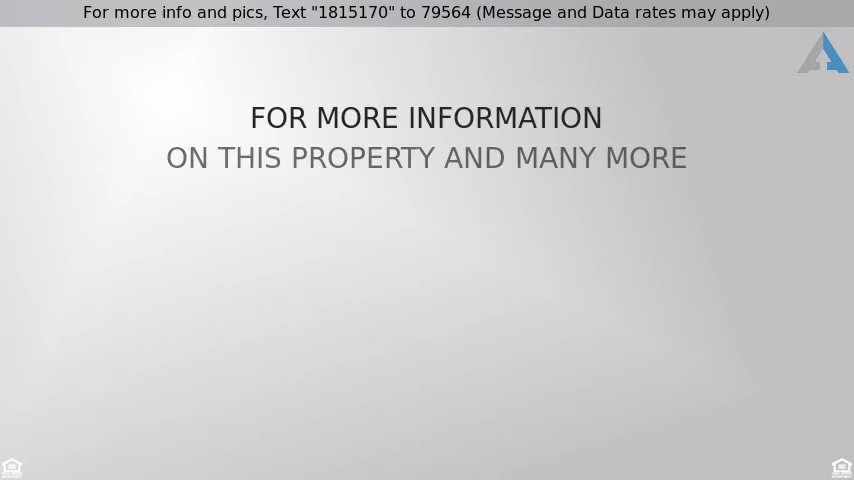 For more info and pics, Text "1815170" to 79564 (Message and Data rates may apply)
FOR MORE INFORMATION
ON THIS PROPERTY AND MANY MORE